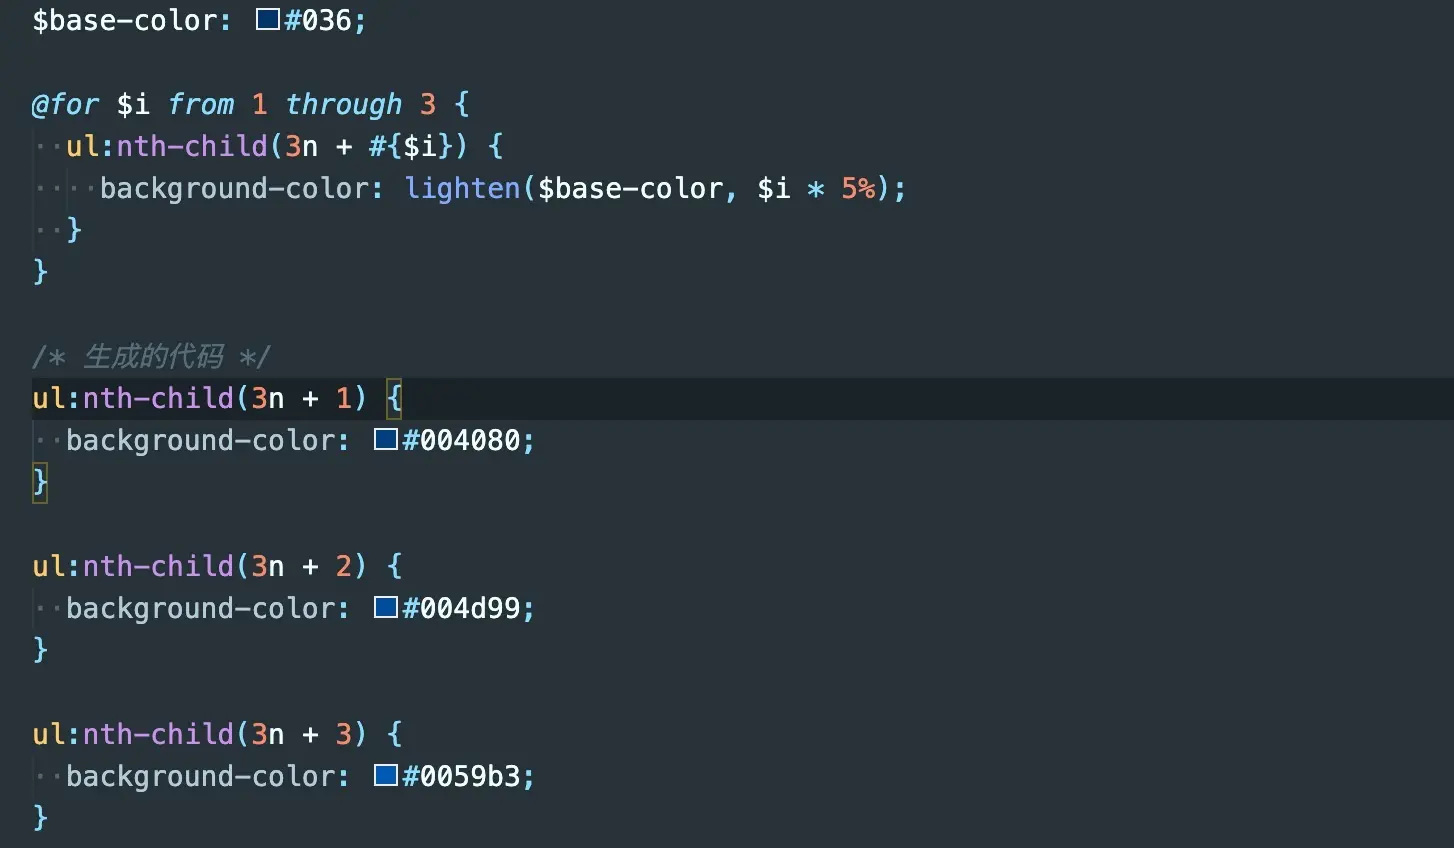 $base-color: #036;
@for $i from 1 through 3 {
  ul:nth-child(3n + #{$i}) {
    background-color: lighten($base-color, $i * 5%);
  }
}
/* 生成的代码 */
ul:nth-child(3n + 1) {
  background-color: #004080;
}
ul:nth-child(3n + 2) {
  background-color: #004d99;
}
ul:nth-child(3n + 3) {
  background-color: #0059b3;
}